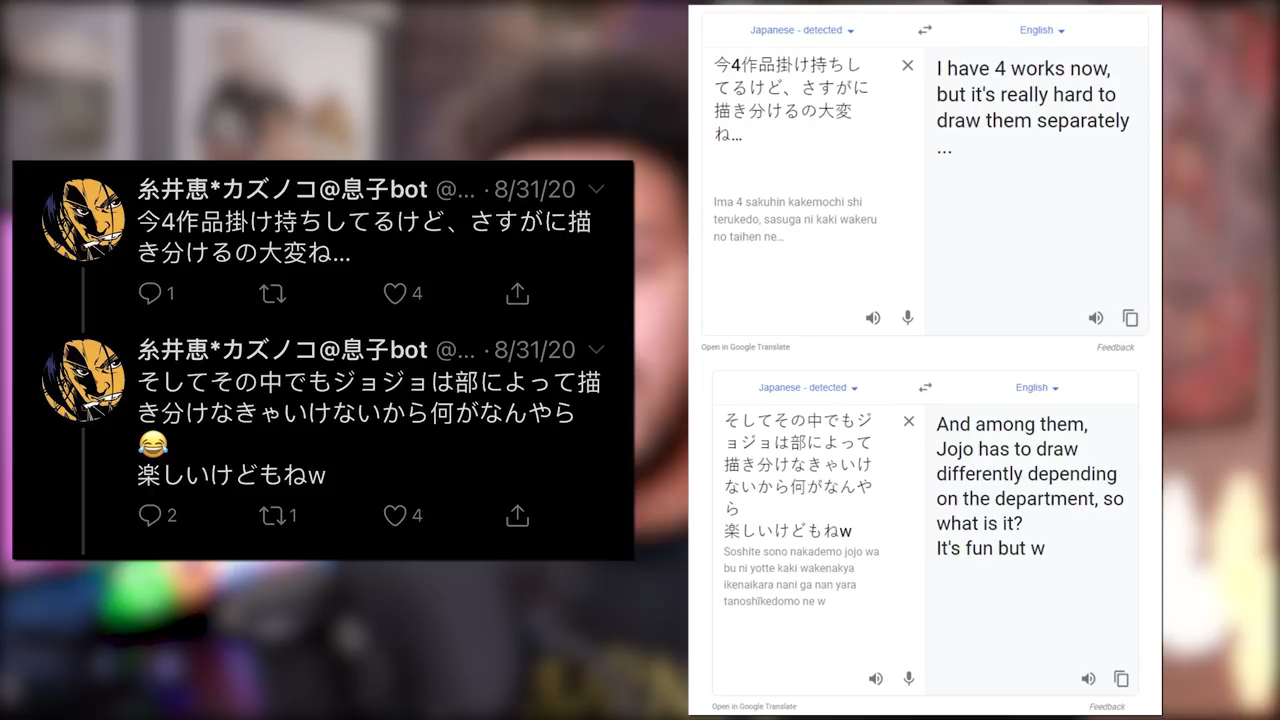 糸井恵*カズノコ@息子bot @... · 8/31/20
今4作品掛け持ちしてるけど、さすがに描
き分けるの大変ね...
1
4
糸井恵*カズノコ@息子bot @... · 8/31/20
そしてその中でもジョジョは部によって描
き分けなきゃいけないから何がなんやら
😂
楽しいけどもねw
2
1
4
Japanese - detected
English
今4作品掛け持ちし
てるけど、さすがに
描き分けるの大変
ね...
Ima 4 sakuhin kakemochi shi
terukedo, sasuga ni kaki wakeru
no taihen ne...
I have 4 works now,
but it's really hard to
draw them separately
...
Open in Google Translate
Feedback
Japanese - detected
English
そしてその中でもジ
ョジョは部によって
描き分けなきゃいけ
ないから何がなんや
ら
楽しいけどもねw
Soshite sono nakademo jojo wa
bu ni yotte kaki wakenakya
ikenaikara nani ga nan yara
tanoshīkedomo ne w
And among them,
Jojo has to draw
differently depending
on the department, so
what is it?
It's fun but w
Open in Google Translate
Feedback